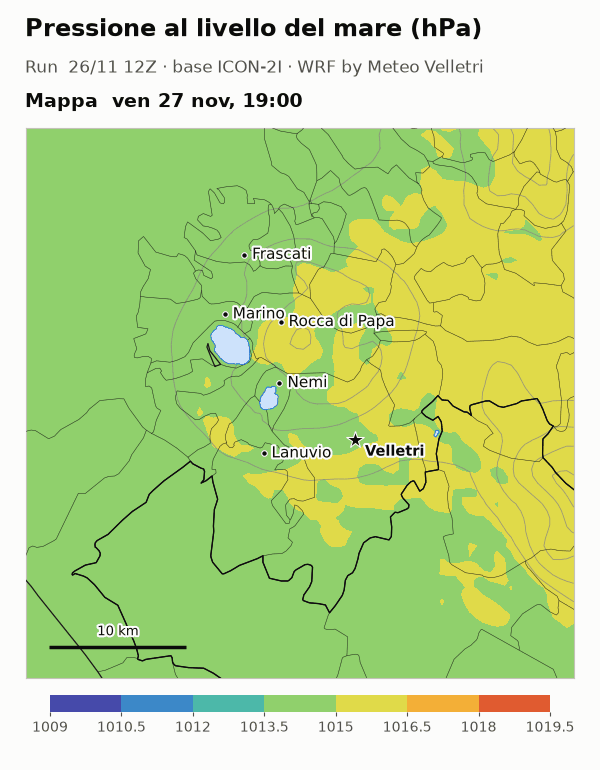 Pressione al livello del mare (hPa)
Run  26/11 12Z · base ICON-2I · WRF by Meteo Velletri
Mappa  ven 27 nov, 19:00
Frascati
Marino
Rocca di Papa
Nemi
Lanuvio
Velletri
10 km
1009 1010.5 1012 1013.5 1015 1016.5 1018 1019.5